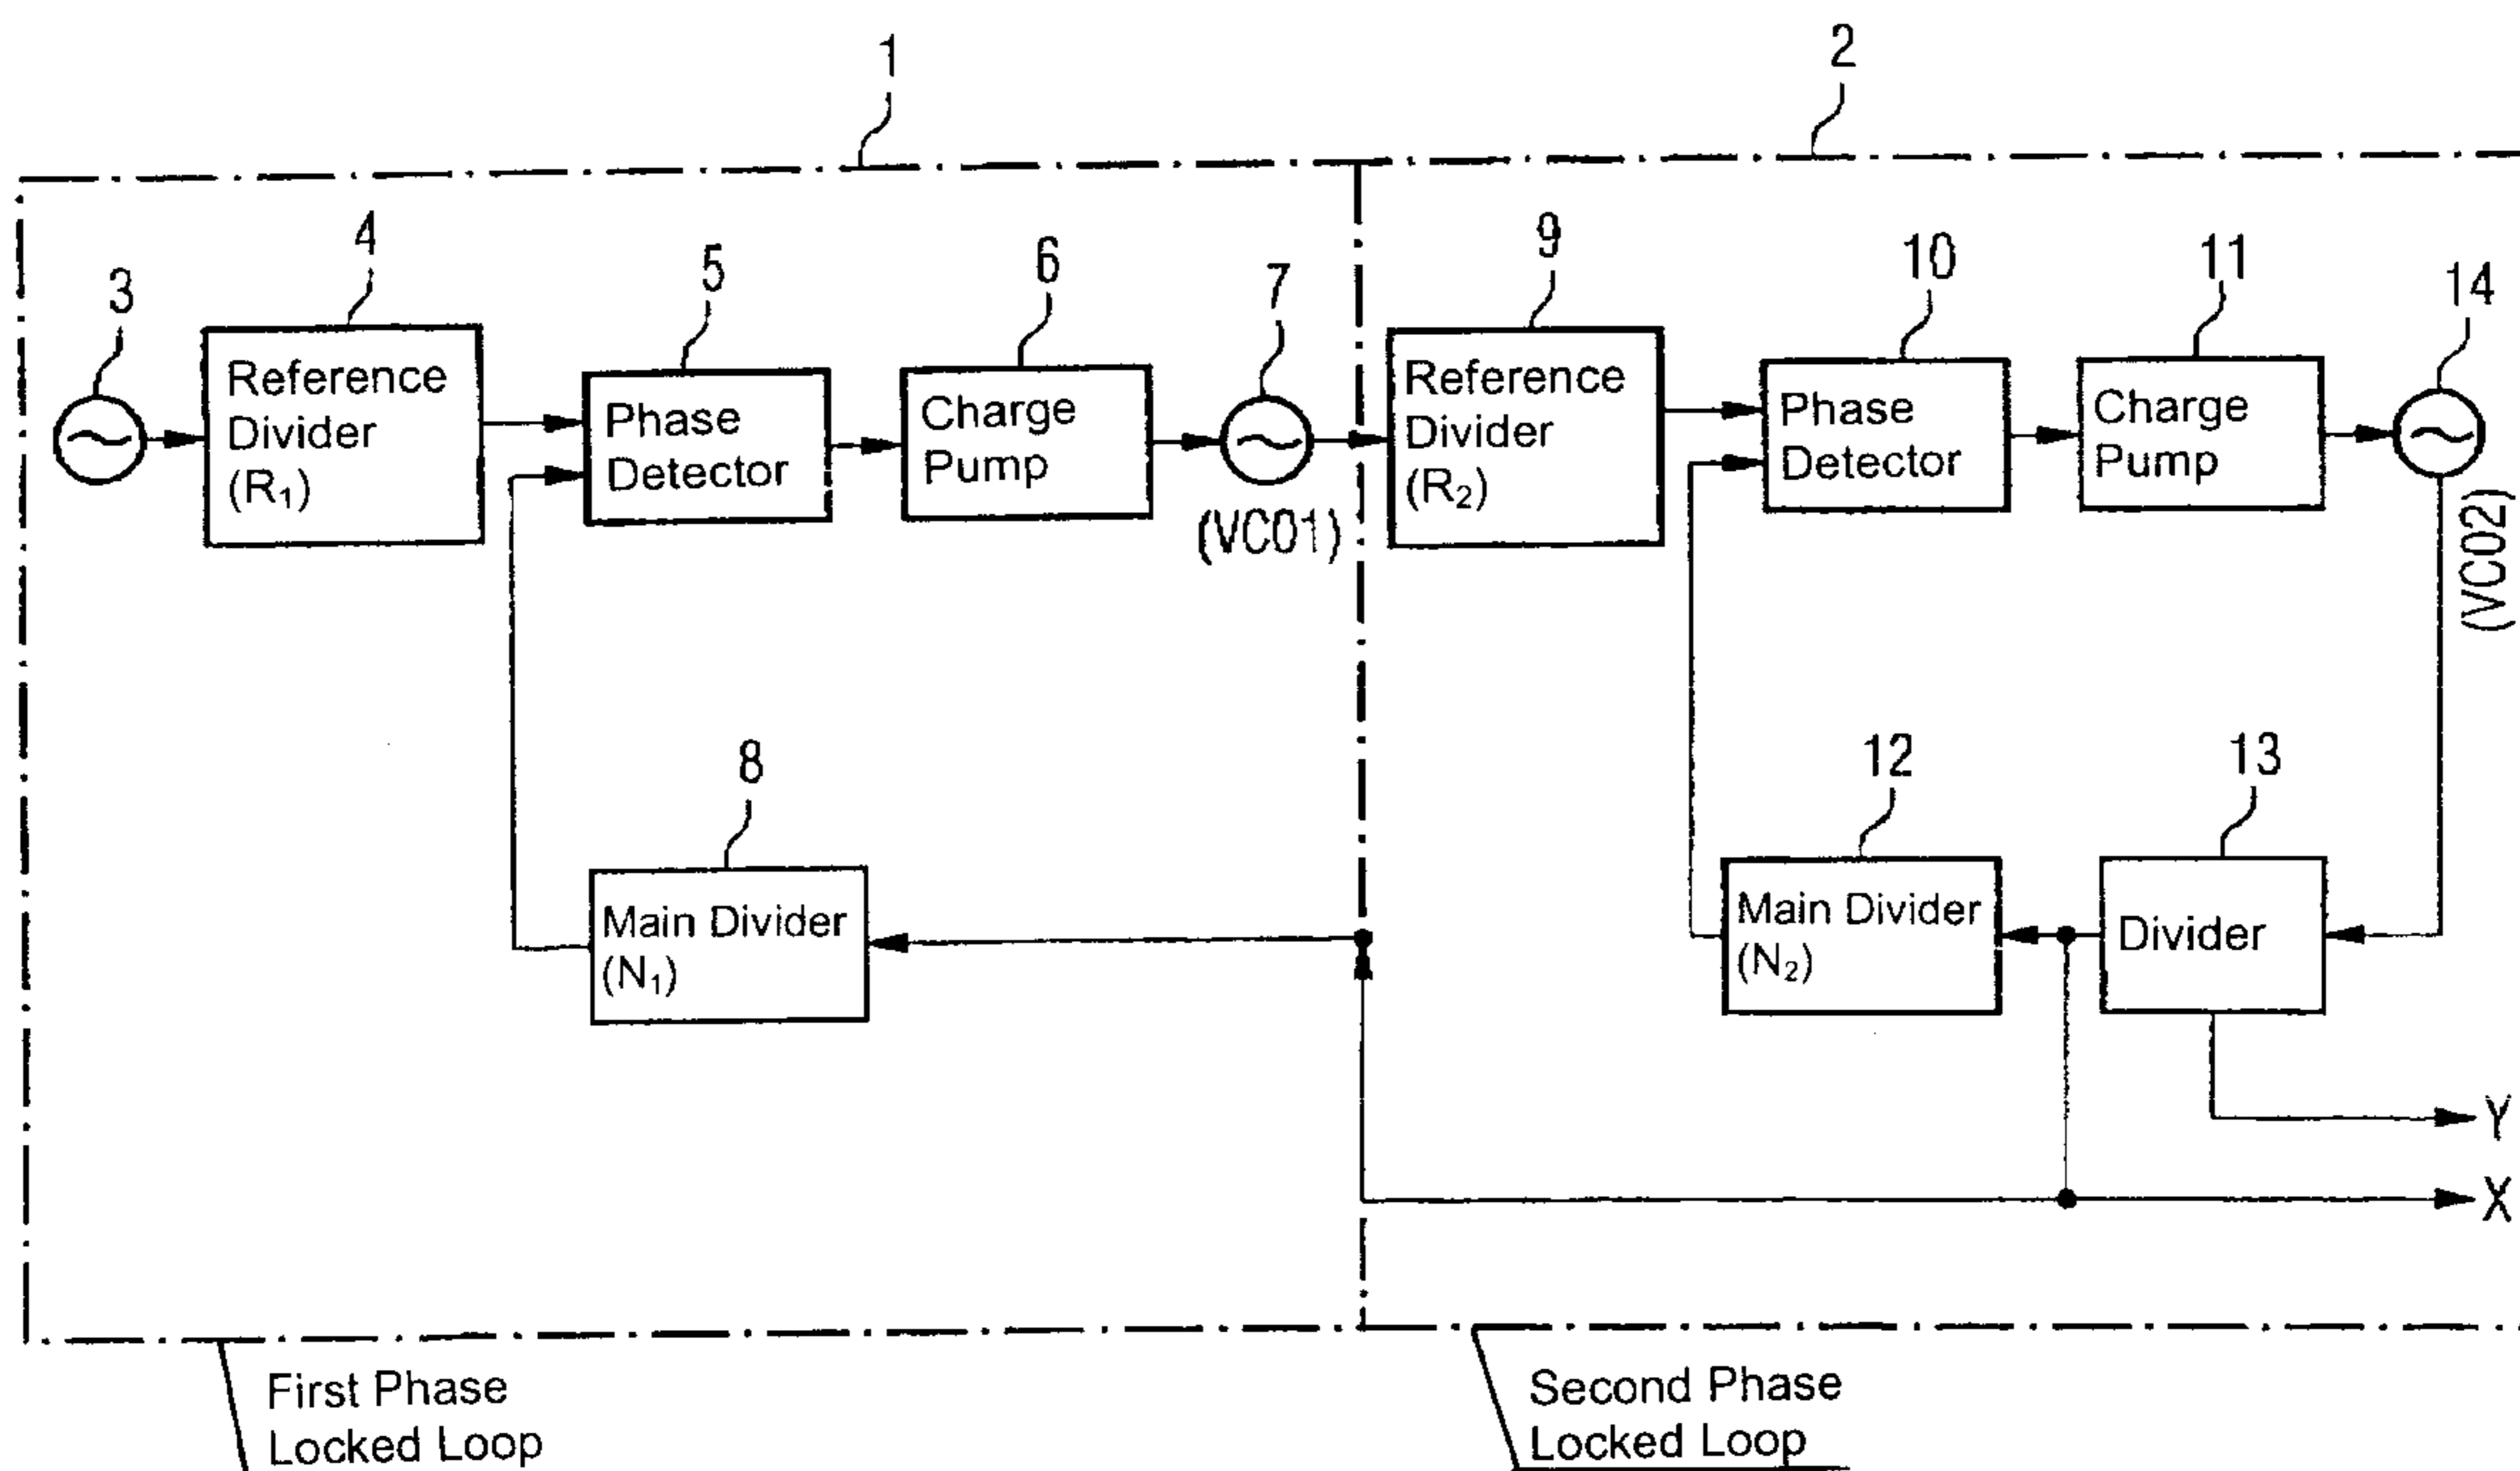 1
2
3
4
5
6
7
9
10
11
14
Reference
Divider
(R₁)
Phase
Detector
Charge
Pump
(VCO1)
Reference
Divider
(R₂)
Phase
Detector
Charge
Pump
(VCO2)
8
12
13
Main Divider
(N₁)
Main Divider
(N₂)
Divider
Y
X
First Phase
Locked Loop
Second Phase
Locked Loop